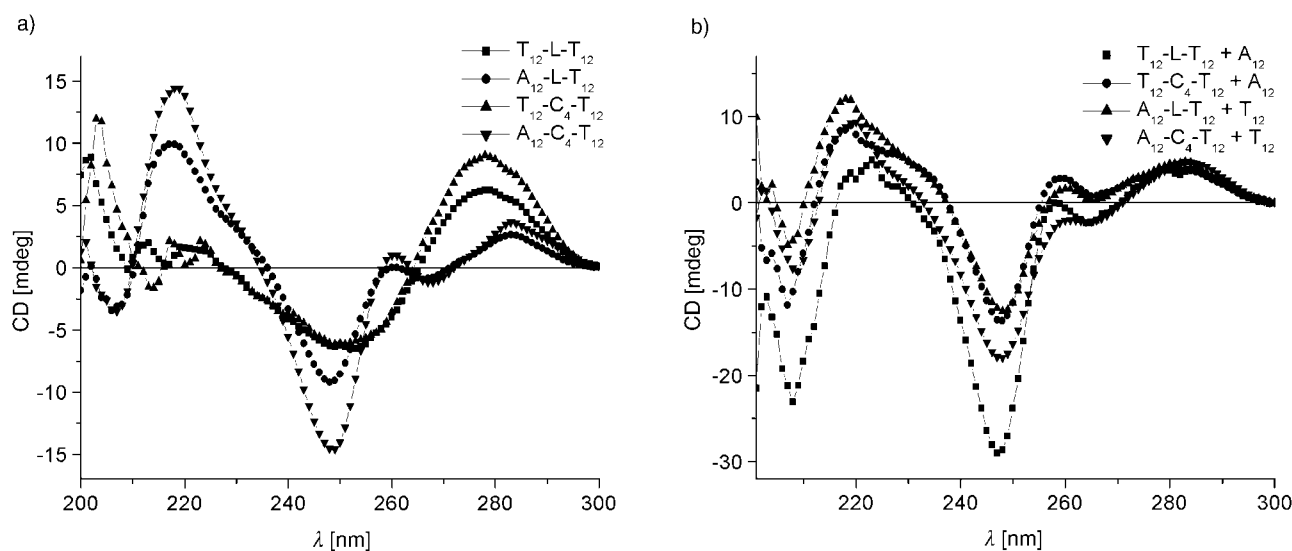 a)
T₁₂-L-T₁₂
A₁₂-L-T₁₂
T₁₂-C₄-T₁₂
A₁₂-C₄-T₁₂
15
10
5
0
-5
-10
-15
CD [mdeg]
200 220 240 260 280 300
λ [nm]
b)
T₁₂-L-T₁₂ + A₁₂
T₁₂-C₄-T₁₂ + A₁₂
A₁₂-L-T₁₂ + T₁₂
A₁₂-C₄-T₁₂ + T₁₂
10
0
-10
-20
-30
CD [mdeg]
220 240 260 280 300
λ [nm]